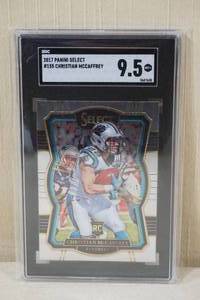 SGC
2017 PANINI SELECT
#155 CHRISTIAN MCCAFFREY
9.5
SELECT
RC
CHRISTIAN MCCAFFREY